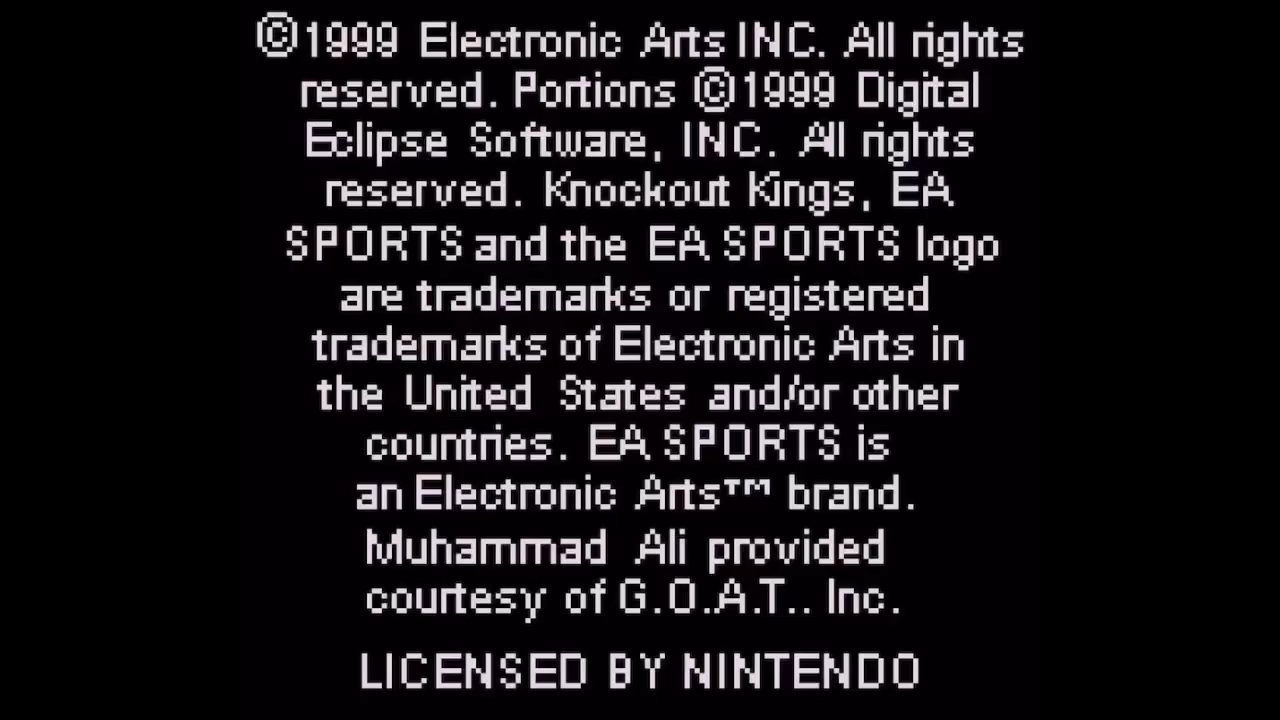 ©1999 Electronic Arts INC. All rights
reserved. Portions ©1999 Digital
Eclipse Software, INC. All rights
reserved. Knockout Kings, EA
SPORTS and the EA SPORTS logo
are trademarks or registered
trademarks of Electronic Arts in
the United States and/or other
countries. EA SPORTS is
an Electronic Arts™ brand.
Muhammad Ali provided
courtesy of G.O.A.T.. Inc.
LICENSED BY NINTENDO